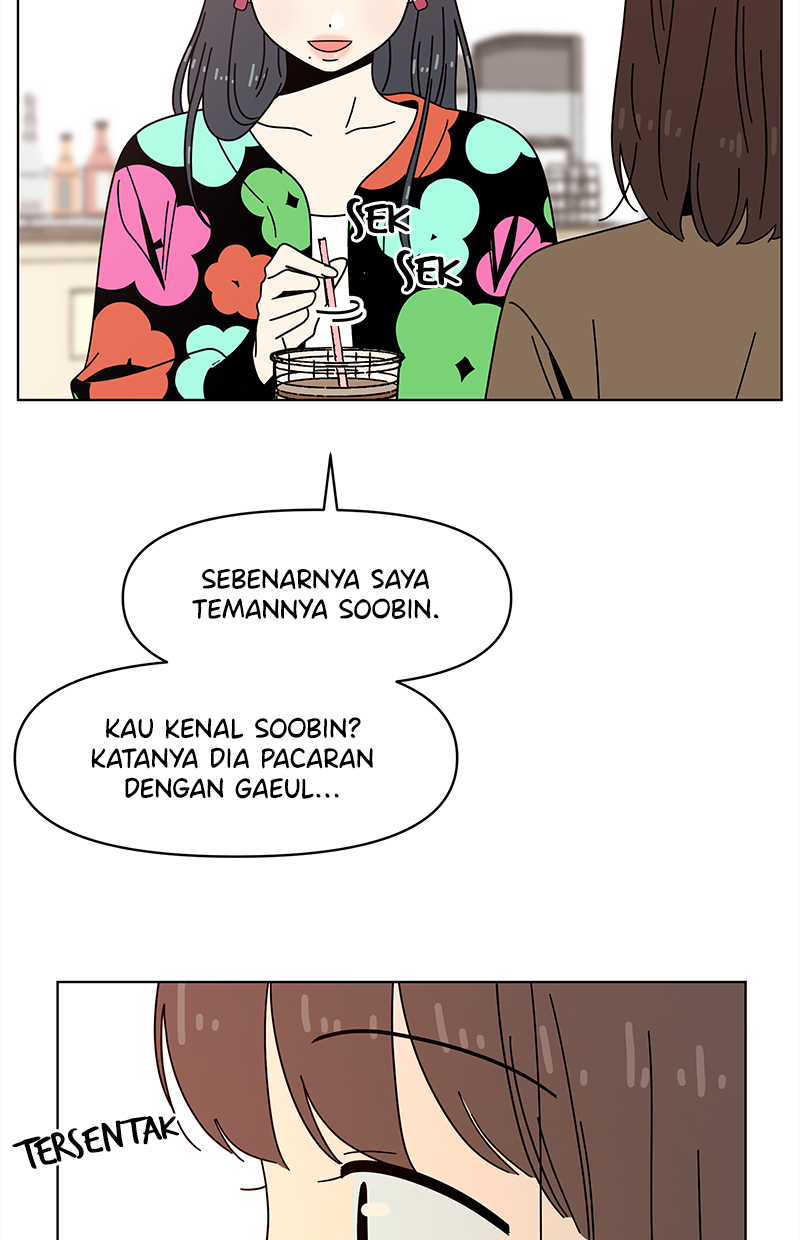 SEK
SEK
SEBENARNYA SAYA
TEMANNYA SOOBIN.
KAU KENAL SOOBIN?
KATANYA DIA PACARAN
DENGAN GAEUL...
TERSENTAK